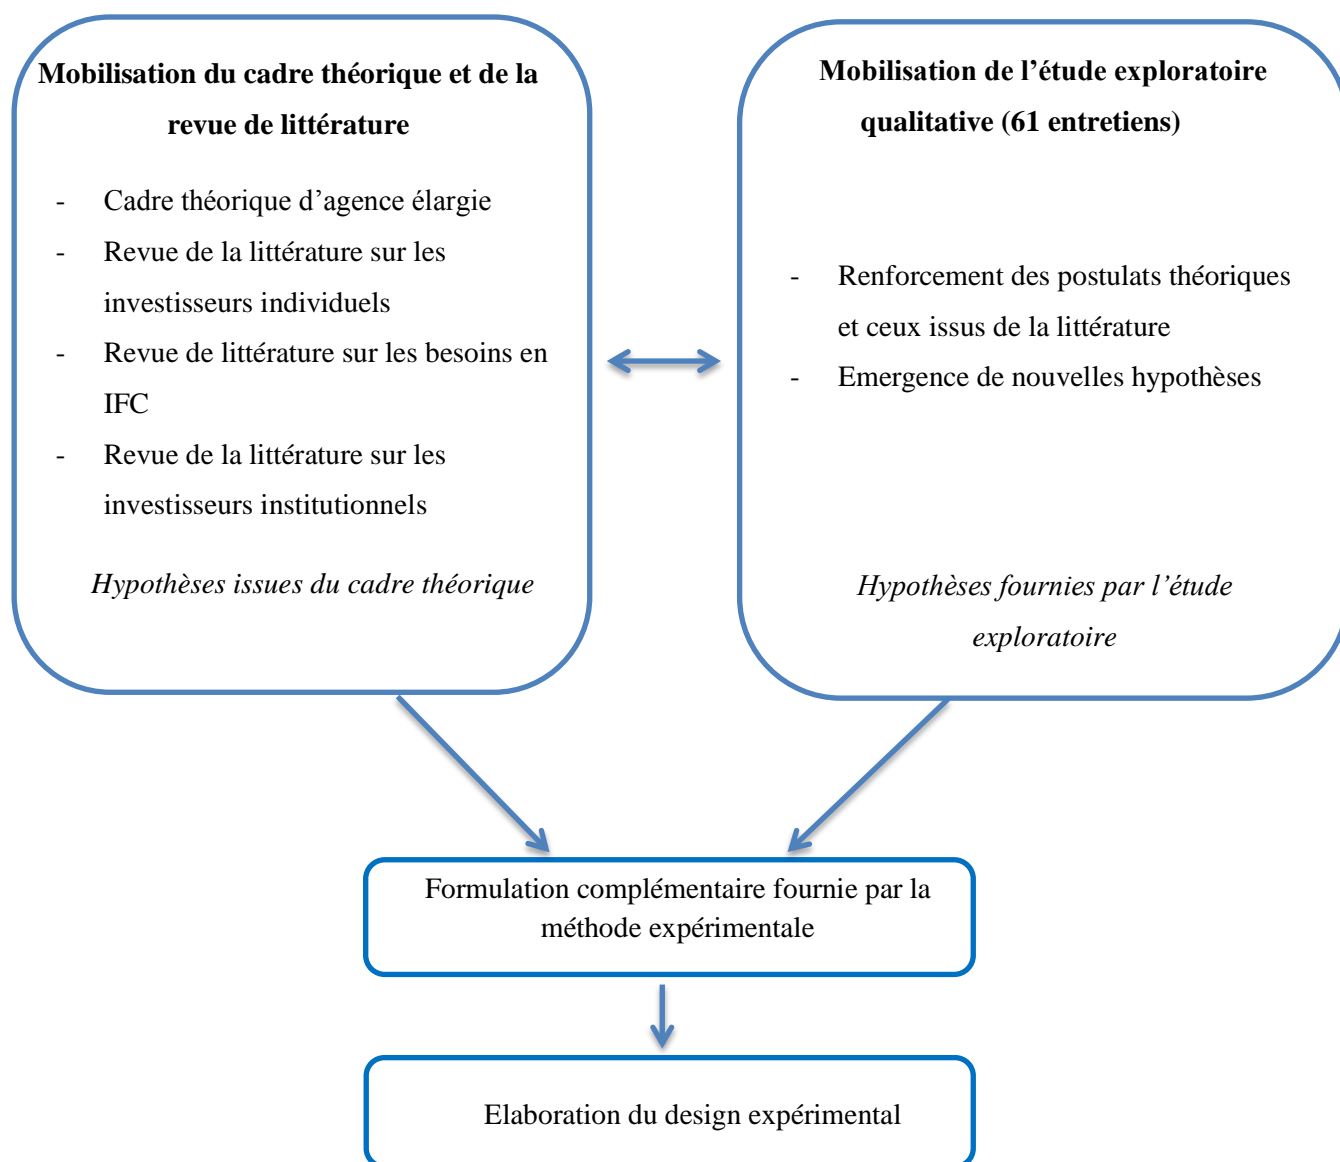 Mobilisation du cadre théorique et de la
revue de littérature
- Cadre théorique d’agence élargie
- Revue de la littérature sur les
investisseurs individuels
- Revue de littérature sur les besoins en
IFC
- Revue de la littérature sur les
investisseurs institutionnels
Hypothèses issues du cadre théorique
Mobilisation de l’étude exploratoire
qualitative (61 entretiens)
- Renforcement des postulats théoriques
et ceux issus de la littérature
- Emergence de nouvelles hypothèses
Hypothèses fournies par l’étude
exploratoire
Formulation complémentaire fournie par la
méthode expérimentale
Elaboration du design expérimental